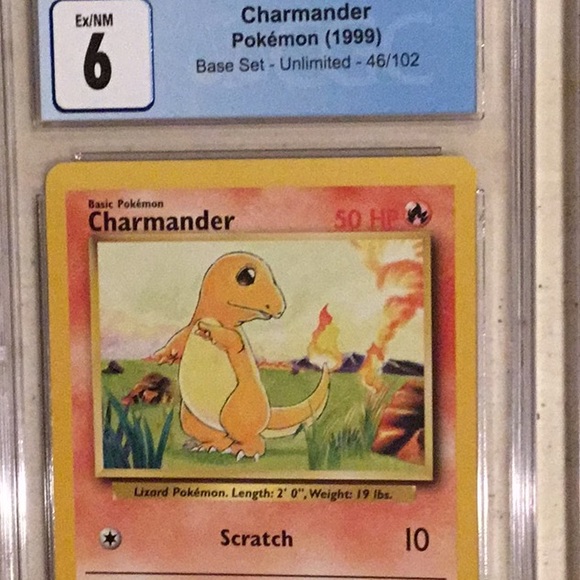 Ex/NM
6
Charmander
Pokémon (1999)
Base Set - Unlimited - 46/102
Basic Pokémon
Charmander
50 HP
Lizard Pokémon. Length: 2' 0", Weight: 19 lbs.
Scratch 10